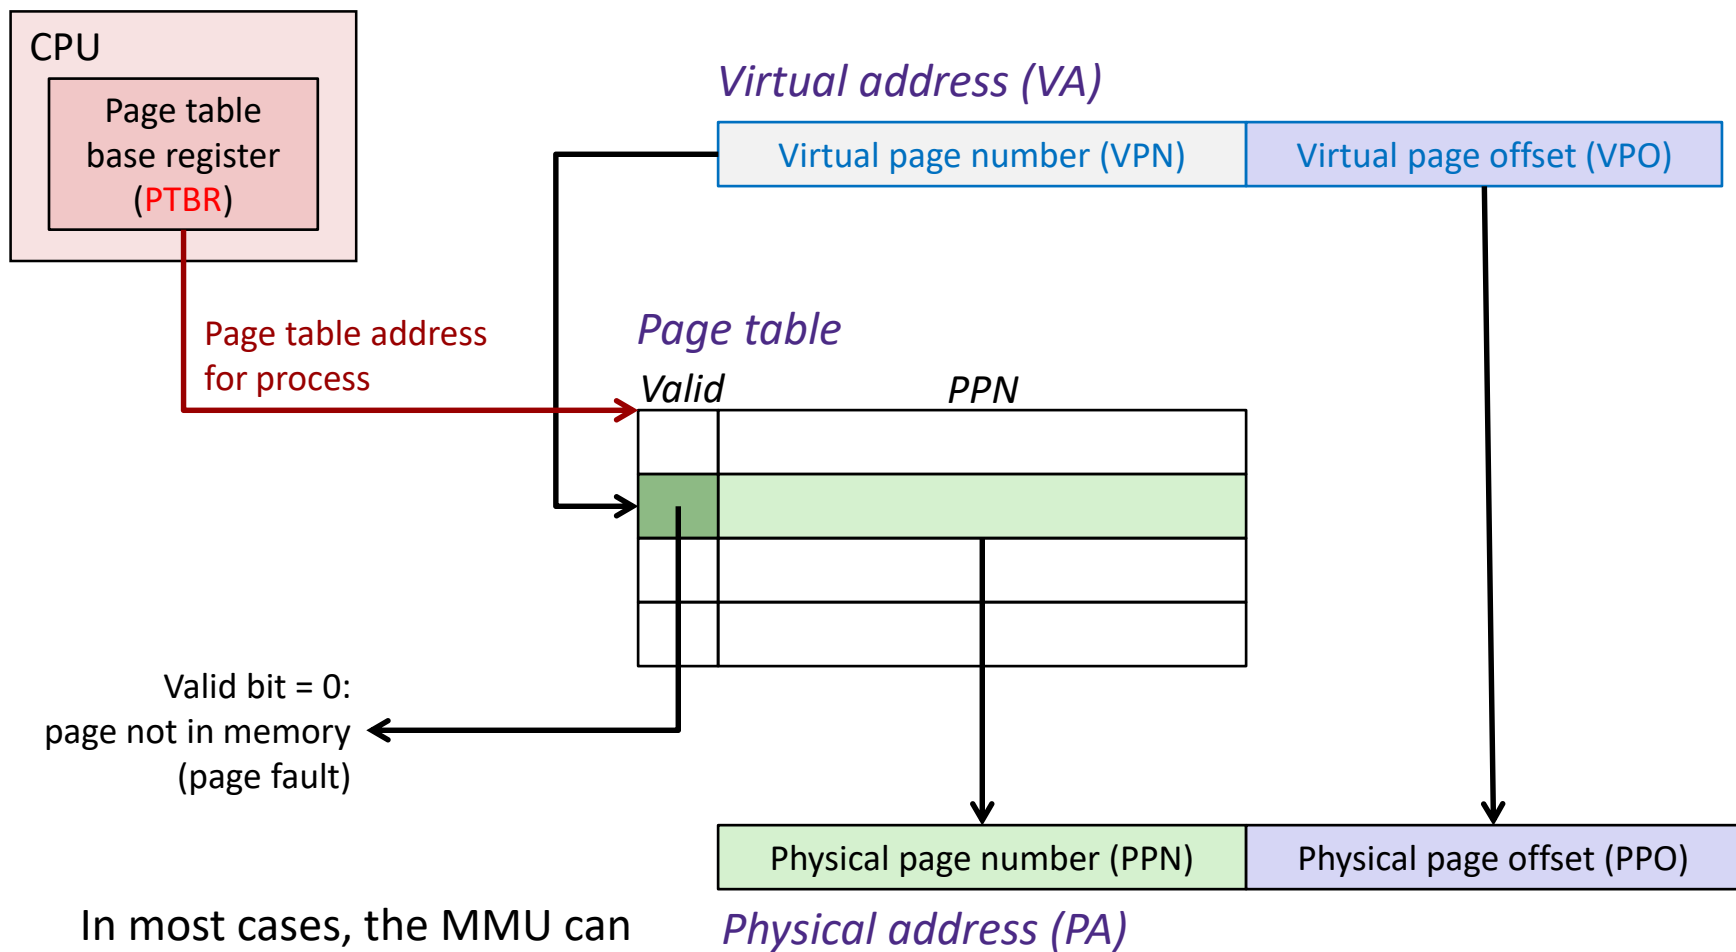 CPU
Page table
base register
(PTBR)
Virtual address (VA)
Virtual page number (VPN)
Virtual page offset (VPO)
Page table address
for process
Page table
Valid
PPN
Valid bit = 0:
page not in memory
(page fault)
Physical page number (PPN)
Physical page offset (PPO)
In most cases, the MMU can
Physical address (PA)